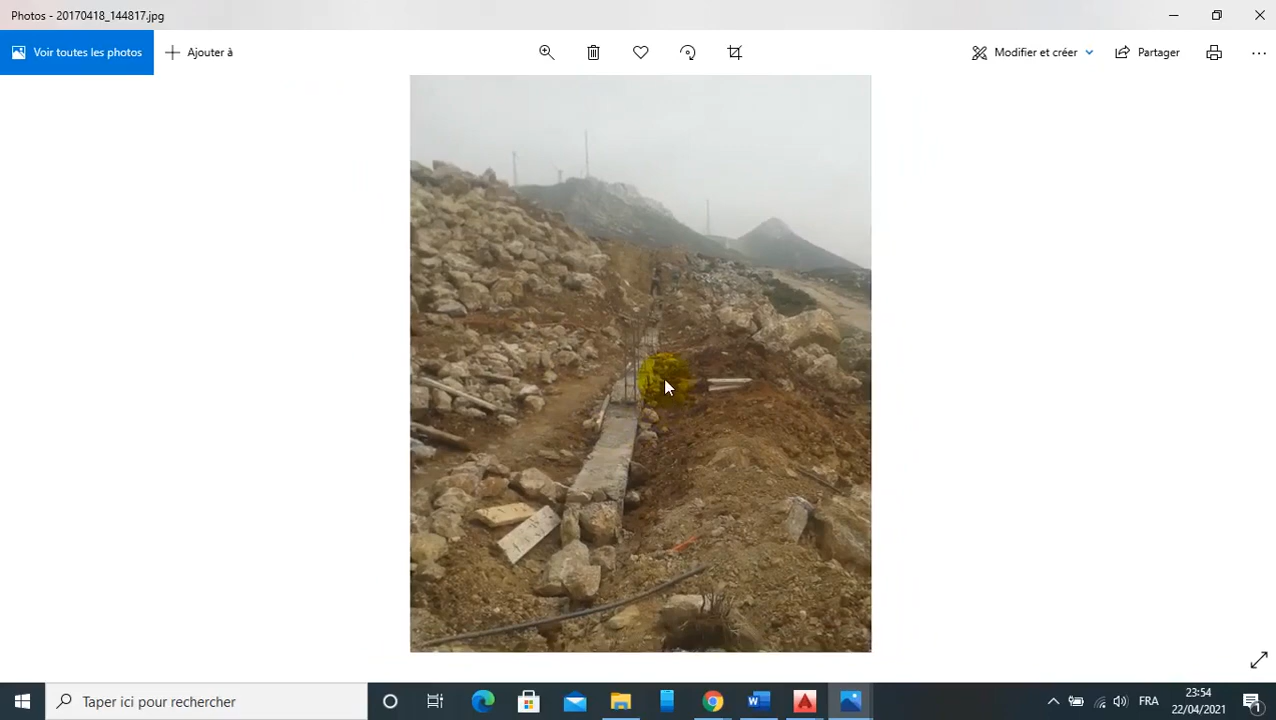 Photos - 20170418_144817.jpg
Voir toutes les photos
Ajouter à
Modifier et créer
Partager
Taper ici pour rechercher
FRA
23:54
22/04/2021
1